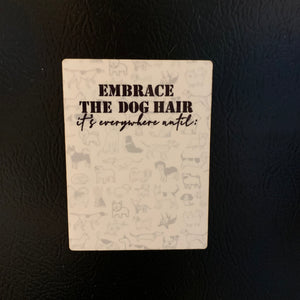 EMBRACE
THE DOG HAIR
it's everywhere until: